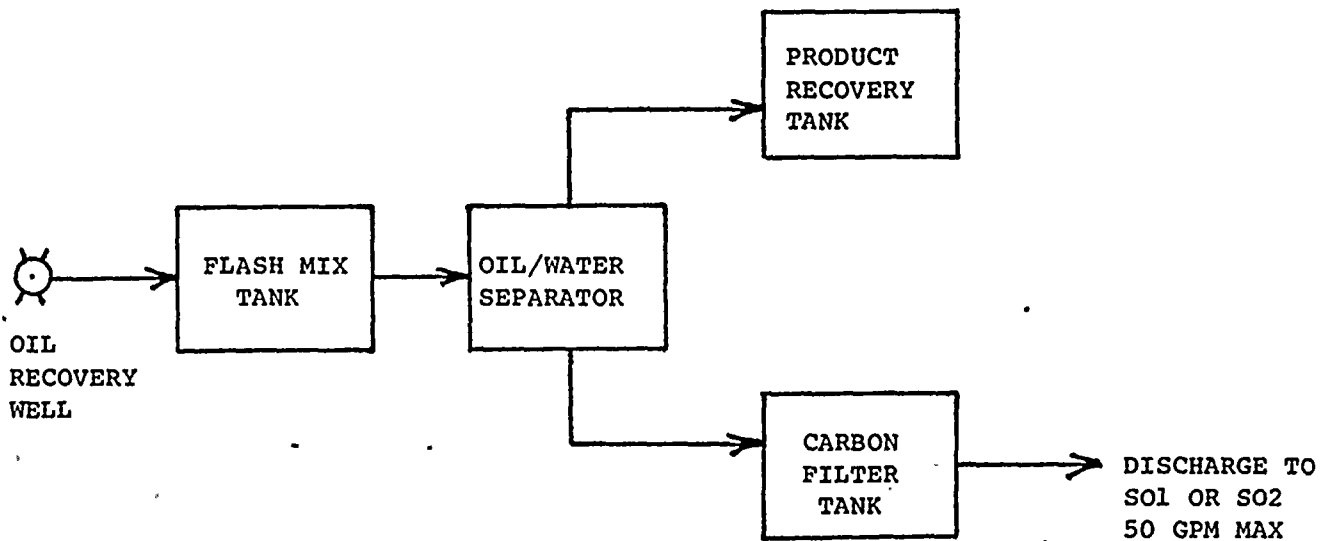 PRODUCT
RECOVERY
TANK
FLASH MIX
TANK
OIL/WATER
SEPARATOR
OIL
RECOVERY
WELL
CARBON
FILTER
TANK
DISCHARGE TO
SO1 OR SO2
50 GPM MAX